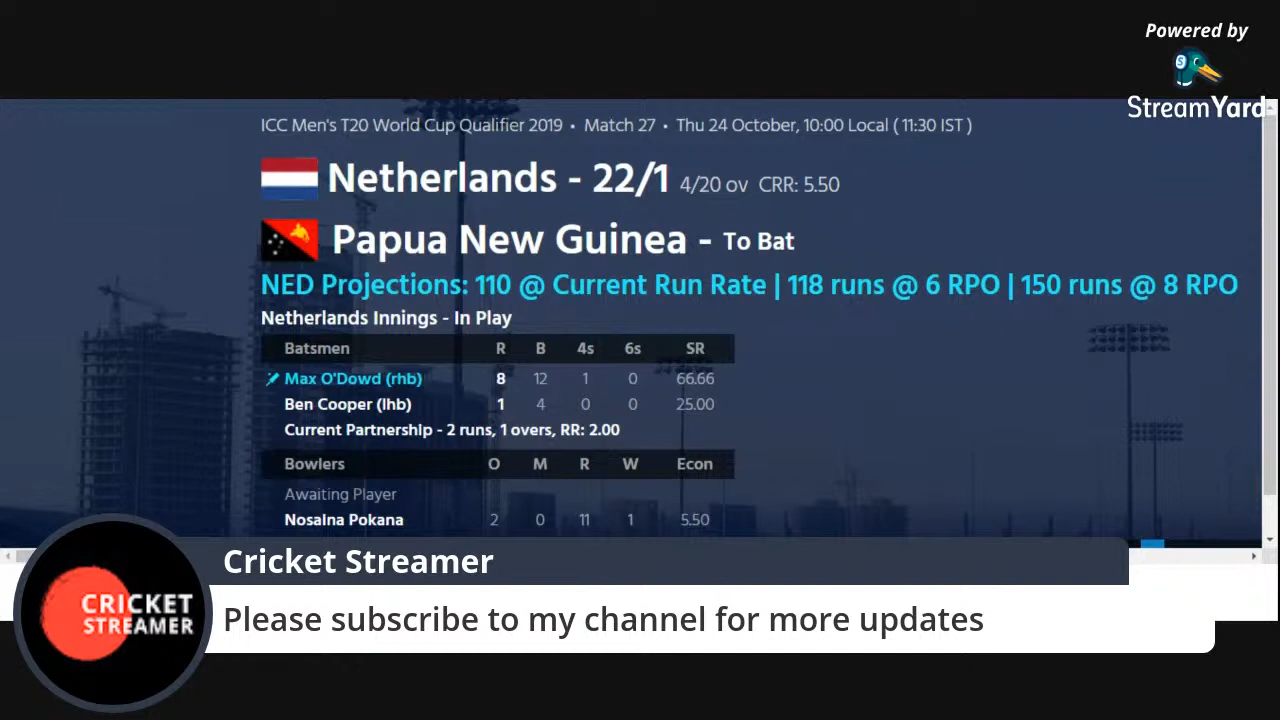 Powered by
StreamYard
ICC Men's T20 World Cup Qualifier 2019 • Match 27 • Thu 24 October, 10:00 Local ( 11:30 IST )
Netherlands - 22/1 4/20 ov CRR: 5.50
Papua New Guinea - To Bat
NED Projections: 110 @ Current Run Rate | 118 runs @ 6 RPO | 150 runs @ 8 RPO
Netherlands Innings - In Play
Batsmen R B 4s 6s SR
Max O'Dowd (rhb) 8 12 1 0 66.66
Ben Cooper (lhb) 1 4 0 0 25.00
Current Partnership - 2 runs, 1 overs, RR: 2.00
Bowlers O M R W Econ
Awaiting Player
Nosaina Pokana 2 0 11 1 5.50
Cricket Streamer
CRICKET
STREAMER
Please subscribe to my channel for more updates